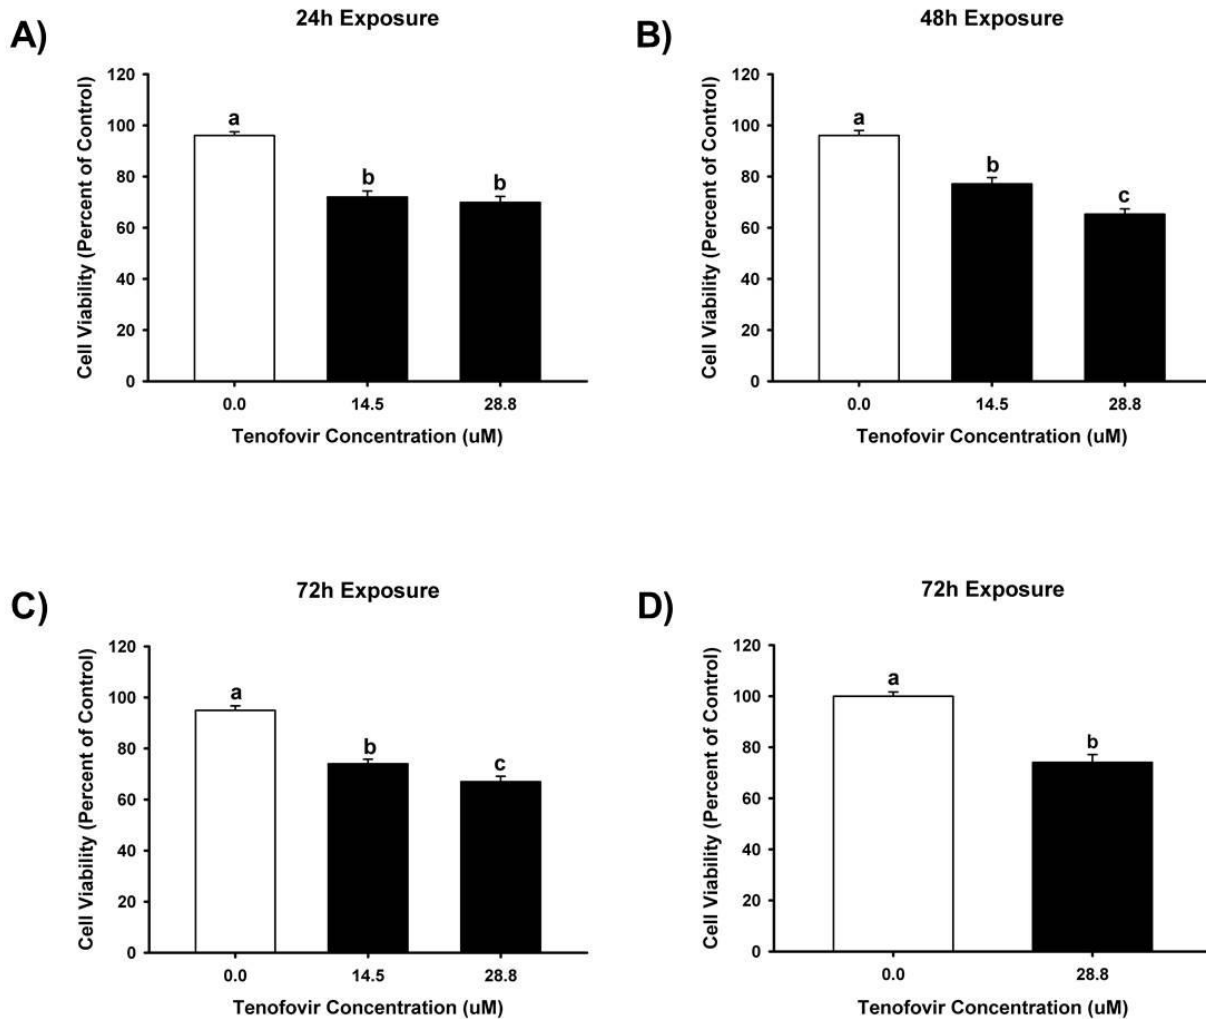 A)
24h Exposure
Cell Viability (Percent of Control)
120
100
80
60
40
20
0
a
b
b
0.0 14.5 28.8
Tenofovir Concentration (uM)
B)
48h Exposure
Cell Viability (Percent of Control)
120
100
80
60
40
20
0
a
b
c
0.0 14.5 28.8
Tenofovir Concentration (uM)
C)
72h Exposure
Cell Viability (Percent of Control)
120
100
80
60
40
20
0
a
b
c
0.0 14.5 28.8
Tenofovir Concentration (uM)
D)
72h Exposure
Cell Viability (Percent of Control)
120
100
80
60
40
20
0
a
b
0.0 28.8
Tenofovir Concentration (uM)